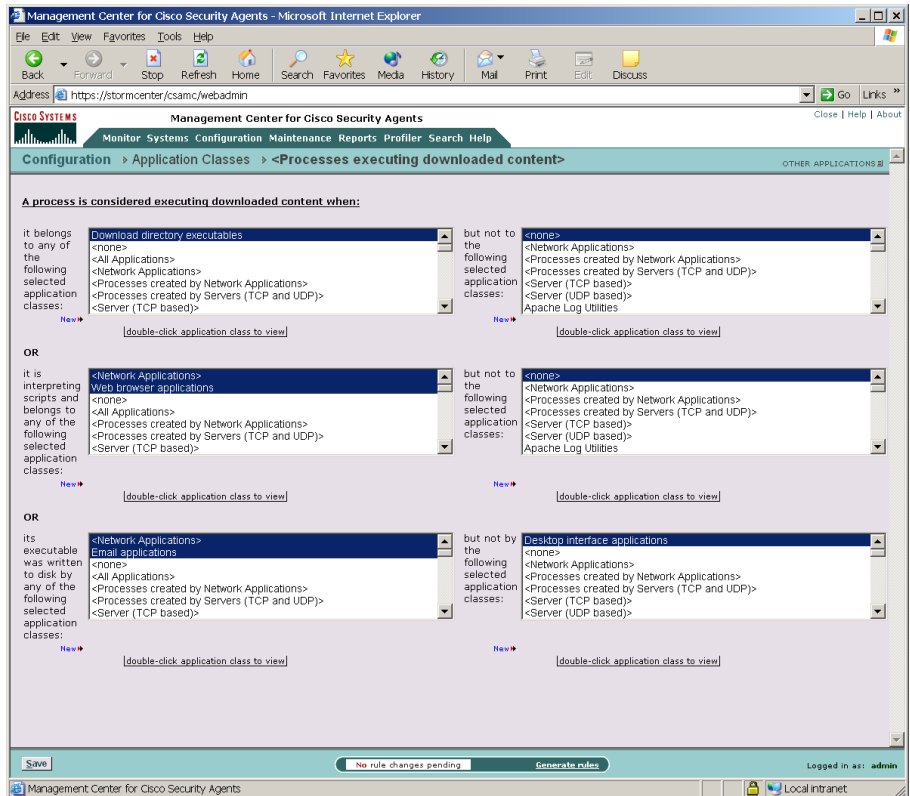 Management Center for Cisco Security Agents - Microsoft Internet Explorer
File Edit View Favorites Tools Help
Back Forward Stop Refresh Home Search Favorites Media History Mail Print Edit Discuss
Address https://stormcenter/csamc/webadmin Go Links »
CISCO SYSTEMS
Management Center for Cisco Security Agents
Close | Help | About
Monitor Systems Configuration Maintenance Reports Profiler Search Help
Configuration Application Classes <Processes executing downloaded content>
OTHER APPLICATIONS
A process is considered executing downloaded content when:
it belongs
to any of
the
following
selected
application
classes:
New
Download directory executables
<none>
<All Applications>
<Network Applications>
<Processes created by Network Applications>
<Processes created by Servers (TCP and UDP)>
<Server (TCP based)>
double-click application class to view
but not to
the
following
selected
application
classes:
New
<none>
<Network Applications>
<Processes created by Network Applications>
<Processes created by Servers (TCP and UDP)>
<Server (TCP based)>
<Server (UDP based)>
Apache Log Utilities
double-click application class to view
OR
it is
interpreting
scripts and
belongs to
any of the
following
selected
application
classes:
New
<Network Applications>
Web browser applications
<none>
<All Applications>
<Processes created by Network Applications>
<Processes created by Servers (TCP and UDP)>
<Server (TCP based)>
double-click application class to view
but not to
the
following
selected
application
classes:
New
<none>
<Network Applications>
<Processes created by Network Applications>
<Processes created by Servers (TCP and UDP)>
<Server (TCP based)>
<Server (UDP based)>
Apache Log Utilities
double-click application class to view
OR
its
executable
was written
to disk by
any of the
following
selected
application
classes:
New
<Network Applications>
Email applications
<none>
<All Applications>
<Processes created by Network Applications>
<Processes created by Servers (TCP and UDP)>
<Server (TCP based)>
double-click application class to view
but not by
the
following
selected
application
classes:
New
Desktop interface applications
<none>
<Network Applications>
<Processes created by Network Applications>
<Processes created by Servers (TCP and UDP)>
<Server (TCP based)>
<Server (UDP based)>
double-click application class to view
Save
No rule changes pending
Generate rules
Logged in as: admin
Management Center for Cisco Security Agents
Local intranet